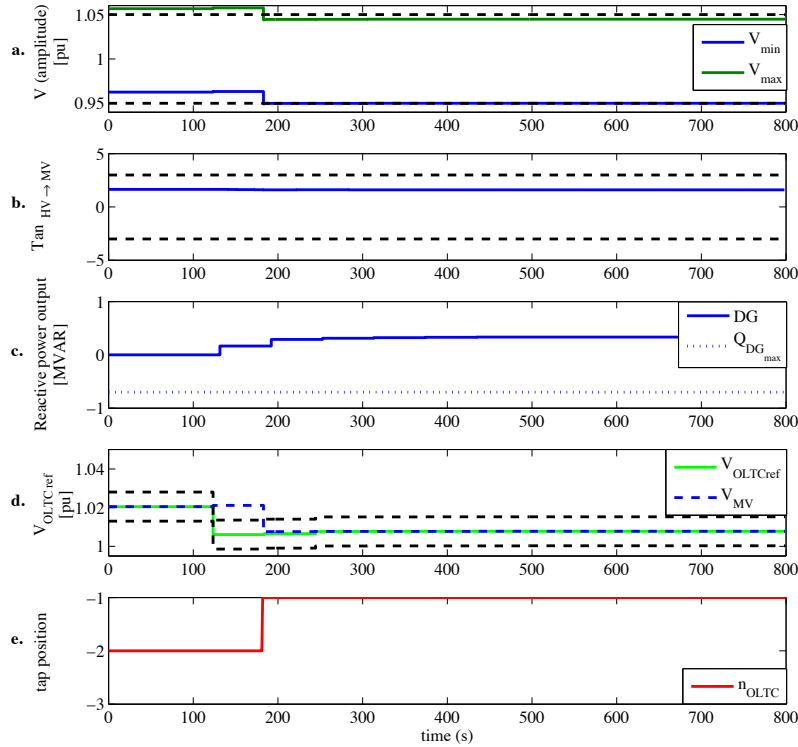 a.
V (amplitude)
[pu]
1.05
1
0.95
V_min
V_max
0 100 200 300 400 500 600 700 800
b.
Tan HV → MV
5
0
−5
0 100 200 300 400 500 600 700 800
c.
Reactive power output
[MVAR]
1
0
−1
DG
Q_DG_max
0 100 200 300 400 500 600 700 800
d.
V_OLTC ref
[pu]
1.04
1.02
1
V_OLTCref
V_MV
0 100 200 300 400 500 600 700 800
e.
tap position
−1
−2
−3
n_OLTC
0 100 200 300 400 500 600 700 800
time (s)